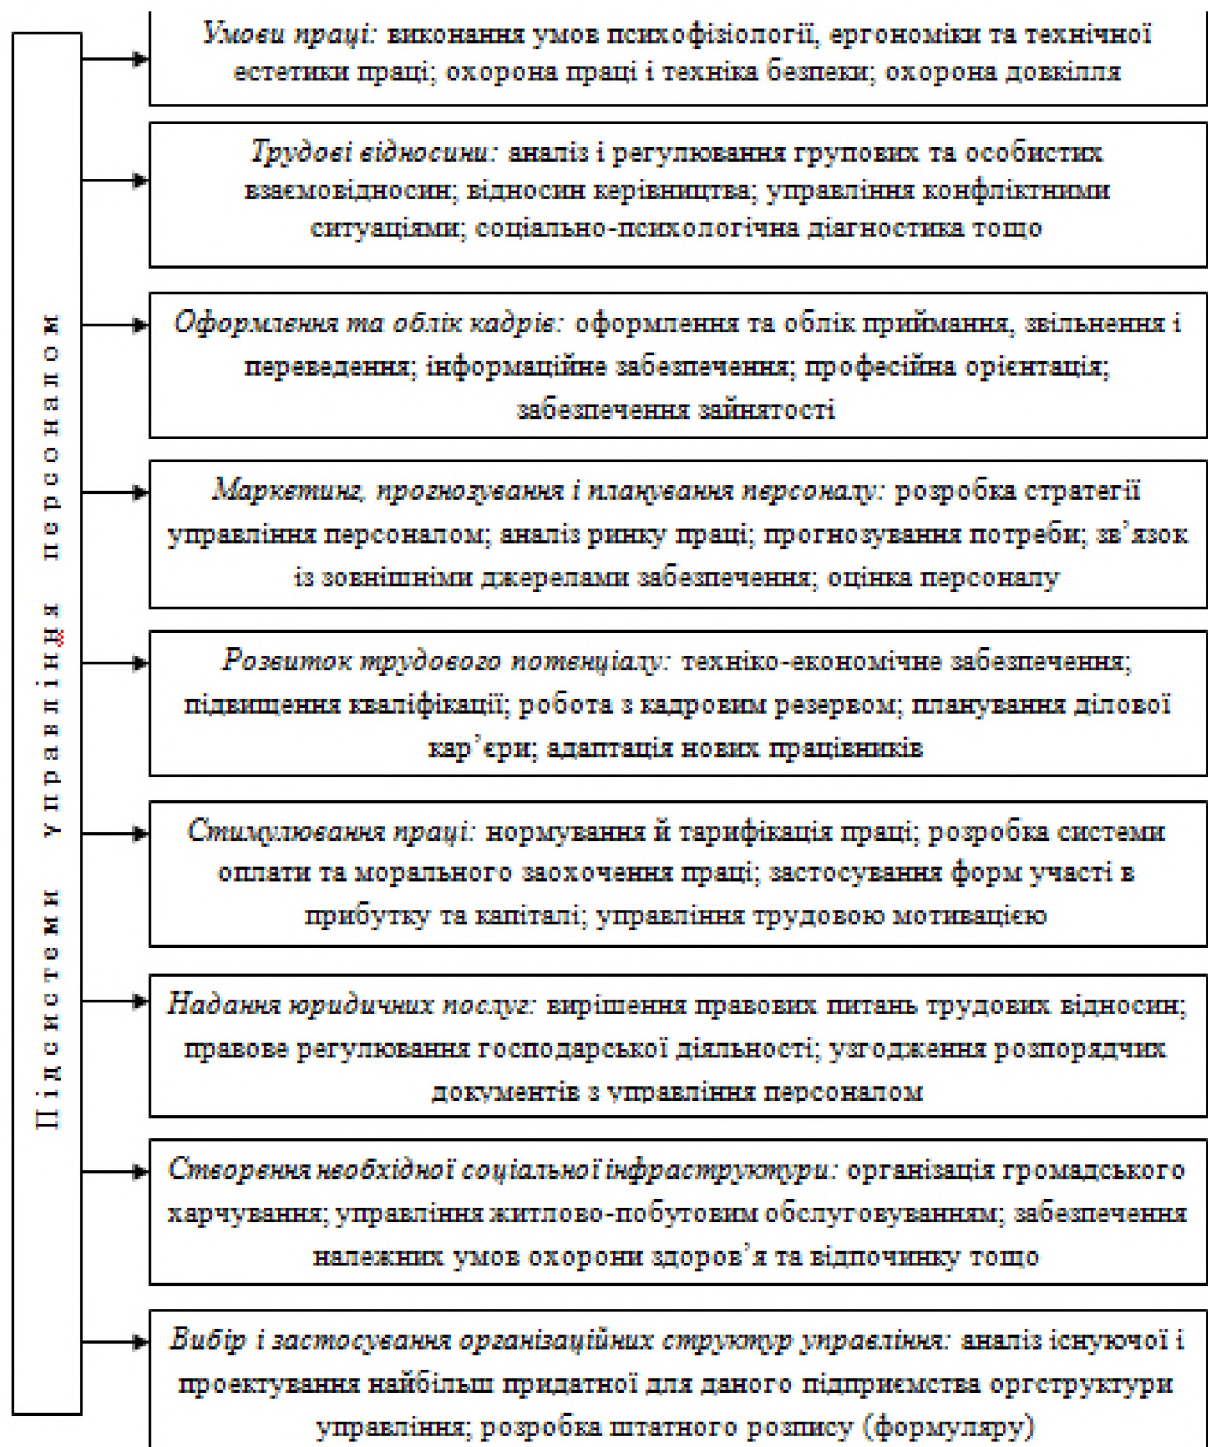 Підсистеми управління персоналом
Умови праці: виконання умов психофізіології, ергономіки та технічної
естетики праці; охорона праці і техніка безпеки; охорона довкілля
Трудові відносини: аналіз і регулювання групових та особистих
взаємовідносин; відносин керівництва; управління конфліктними
ситуаціями; соціально-психологічна діагностика тощо
Оформлення та облік кадрів: оформлення та облік приймання, звільнення і
переведення; інформаційне забезпечення; професійна орієнтація;
забезпечення зайнятості
Маркетинг, прогнозування і планування персоналу: розробка стратегії
управління персоналом; аналіз ринку праці; прогнозування потреби; зв’язок
із зовнішніми джерелами забезпечення; оцінка персоналу
Розвиток трудового потенціалу: техніко-економічне забезпечення;
підвищення кваліфікації; робота з кадровим резервом; планування ділової
кар’єри; адаптація нових працівників
Стимулювання праці: нормування й тарифікація праці; розробка системи
оплати та морального заохочення праці; застосування форм участі в
прибутку та капіталі; управління трудовою мотивацією
Надання юридичних послуг: вирішення правових питань трудових відносин;
правове регулювання господарської діяльності; узгодження розпорядчих
документів з управління персоналом
Створення необхідної соціальної інфраструктури: організація громадського
харчування; управління житлово-побутовим обслуговуванням; забезпечення
належних умов охорони здоров’я та відпочинку тощо
Вибір і застосування організаційних структур управління: аналіз існуючої і
проектування найбільш придатної для даного підприємства оргструктури
управління; розробка штатного розпису (формуляру)